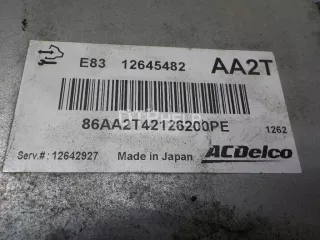 E83 12645482 AA2T
86AA2T42126200PE
1262
Serv.#: 12642927 Made in Japan ACDelco